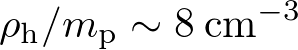 ρ_h/m_p ∼ 8 cm⁻³